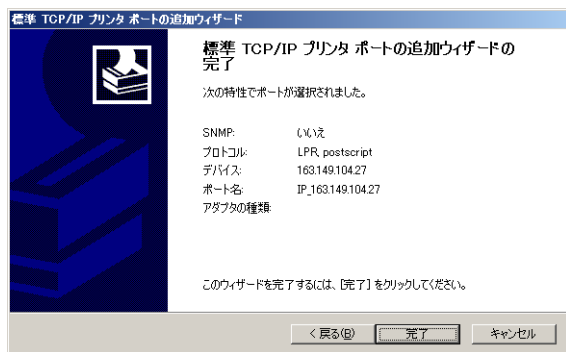 標準 TCP/IP プリンタ ポートの追加ウィザード
標準 TCP/IP プリンタ ポートの追加ウィザードの
完了
次の特性でポートが選択されました。
SNMP: いいえ
プロトコル: LPR, postscript
デバイス: 163.149.104.27
ポート名: IP_163.149.104.27
アダプタの種類:
このウィザードを完了するには、[完了] をクリックしてください。
< 戻る(B) 完了 キャンセル